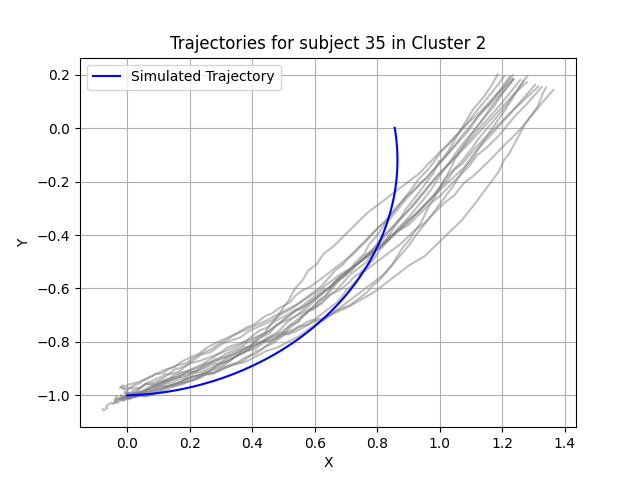 Trajectories for subject 35 in Cluster 2
Simulated Trajectory
0.2
0.0
−0.2
−0.4
−0.6
−0.8
−1.0
Y
0.0 0.2 0.4 0.6 0.8 1.0 1.2 1.4
X